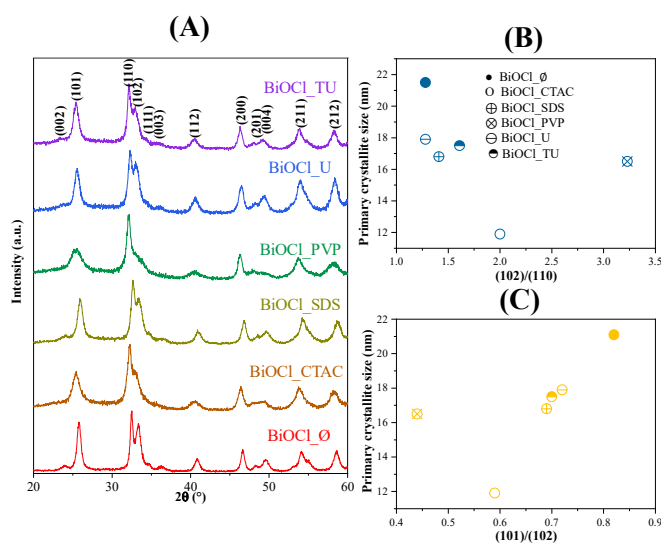 (A)
(002)
(101)
(110)
(102)
(111)
(003)
(112)
(200)
(201)
(004)
(211)
(212)
BiOCl_TU
BiOCl_U
BiOCl_PVP
BiOCl_SDS
BiOCl_CTAC
BiOCl_Ø
Intensity (a.u.)
20 30 40 50 60
2θ (°)
(B)
Primary crystallite size (nm)
22
20
18
16
14
12
BiOCl_Ø
BiOCl_CTAC
BiOCl_SDS
BiOCl_PVP
BiOCl_U
BiOCl_TU
1.0 1.5 2.0 2.5 3.0 3.5
(102)/(110)
(C)
Primary crystallite size (nm)
22
20
18
16
14
12
0.4 0.5 0.6 0.7 0.8 0.9
(101)/(102)